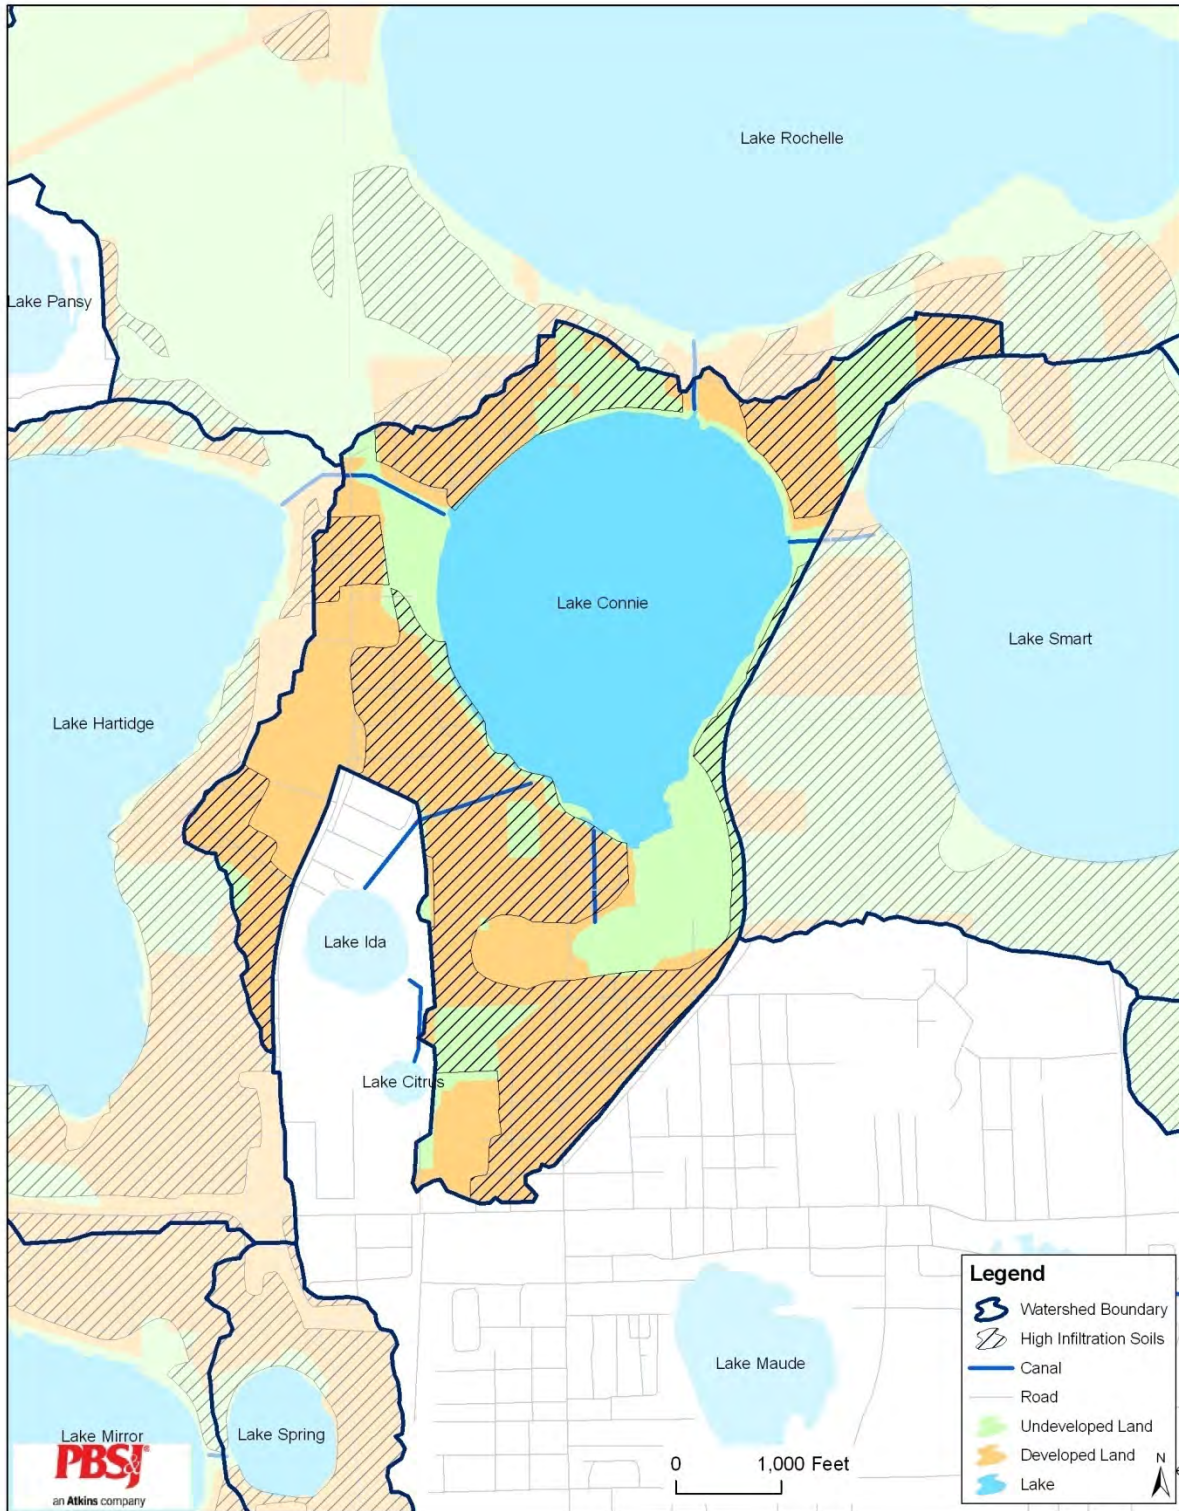 Lake Rochelle
Lake Pansy
Lake Connie
Lake Smart
Lake Hartidge
Lake Ida
Lake Citrus
Legend
Watershed Boundary
High Infiltration Soils
Canal
Road
Undeveloped Land
Developed Land
Lake
N
Lake Maude
0 1,000 Feet
Lake Mirror
Lake Spring
PBS&J®
an Atkins company